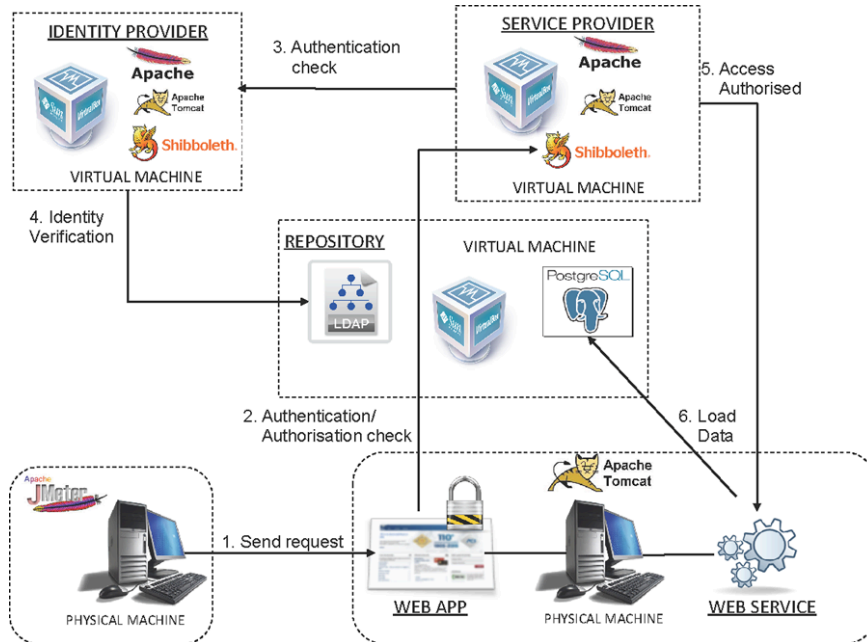 IDENTITY PROVIDER
Apache
Apache
Tomcat
Shibboleth
VIRTUAL MACHINE
3. Authentication
check
SERVICE PROVIDER
Apache
Apache
Tomcat
Shibboleth
VIRTUAL MACHINE
5. Access
Authorised
4. Identity
Verification
REPOSITORY
LDAP
VIRTUAL MACHINE
Sun
VirtualBox
PostgreSQL
2. Authentication/
Authorisation check
6. Load
Data
Apache
JMeter
PHYSICAL MACHINE
1. Send request
WEB APP
Apache
Tomcat
PHYSICAL MACHINE
WEB SERVICE